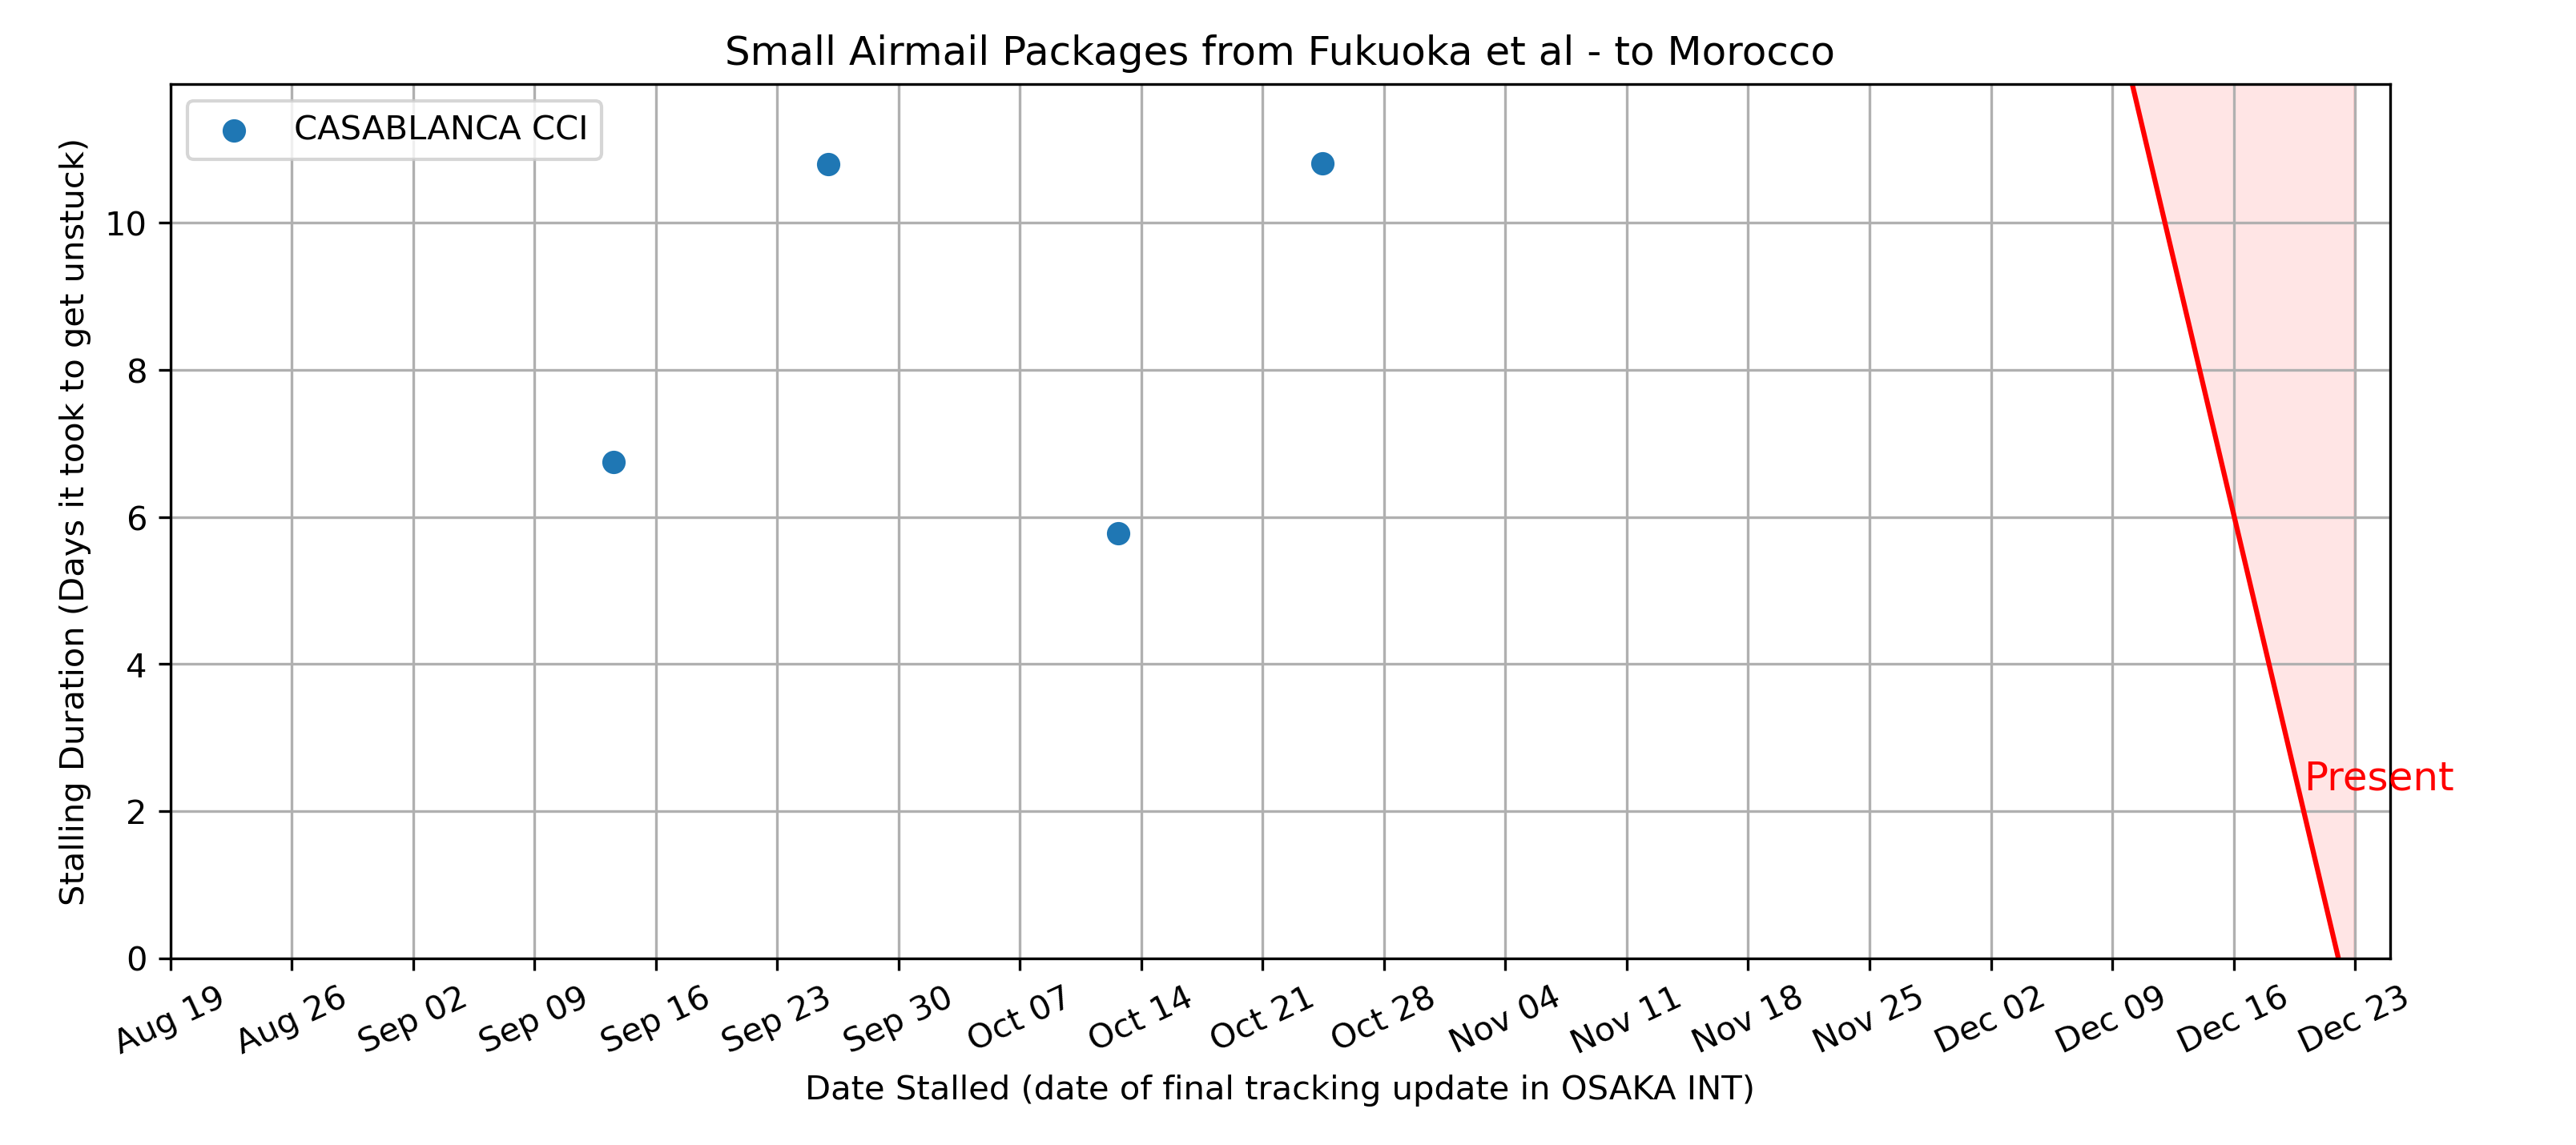 Small Airmail Packages from Fukuoka et al - to Morocco
CASABLANCA CCI
Stalling Duration (Days it took to get unstuck)
10
8
6
4
2
0
Present
Aug 19
Aug 26
Sep 02
Sep 09
Sep 16
Sep 23
Sep 30
Oct 07
Oct 14
Oct 21
Oct 28
Nov 04
Nov 11
Nov 18
Nov 25
Dec 02
Dec 09
Dec 16
Dec 23
Date Stalled (date of final tracking update in OSAKA INT)